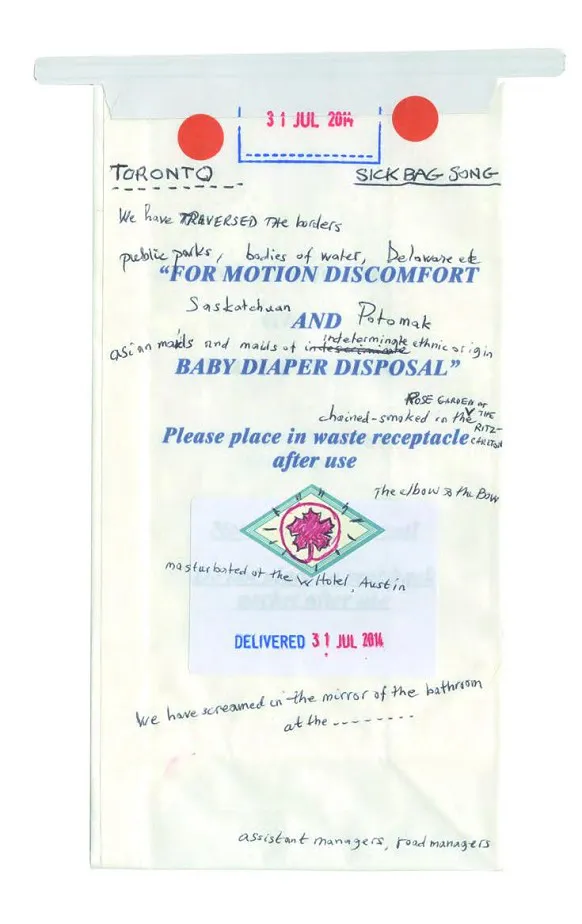 31 JUL 2014
TORONTO SICK BAG SONG
We have TRAVERSED THE borders
public parks, bodies of water, Delaware etc
"FOR MOTION DISCOMFORT
Saskatchuan Potomak
AND
asian maids and maids of indeterminate ethnic origin
BABY DIAPER DISPOSAL"
ROSE GARDEN OF THE RITZ-CARLTON
chained-smoked in the
Please place in waste receptacle
after use
The elbow & the Bow
masturbated at the W Hotel, Austin
DELIVERED 31 JUL 2014
We have screamed in the mirror of the bathroom
at the --------
assistant managers, road managers